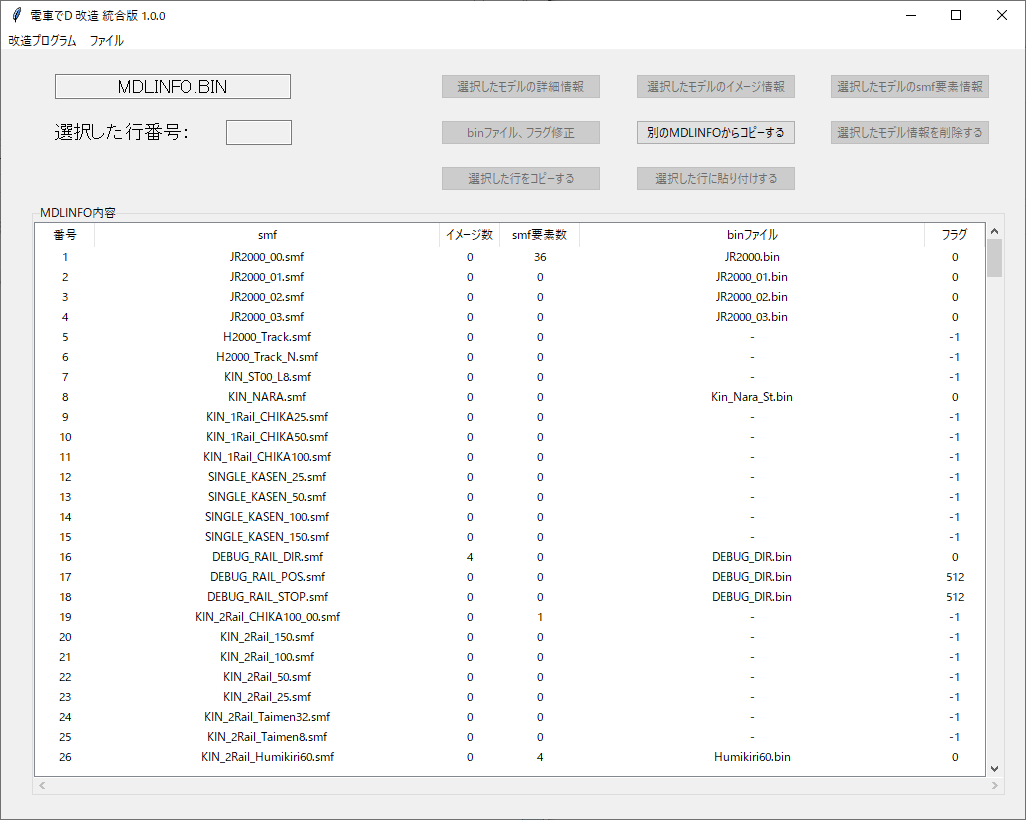 電車でD 改造 統合版 1.0.0
改造プログラム ファイル
MDLINFO.BIN
選択したモデルの詳細情報 選択したモデルのイメージ情報 選択したモデルのsmf要素情報
選択した行番号:
binファイル、フラグ修正 別のMDLINFOからコピーする 選択したモデル情報を削除する
選択した行をコピーする 選択した行に貼り付けする
MDLINFO内容
番号 smf イメージ数 smf要素数 binファイル フラグ
1 JR2000_00.smf 0 36 JR2000.bin 0
2 JR2000_01.smf 0 0 JR2000_01.bin 0
3 JR2000_02.smf 0 0 JR2000_02.bin 0
4 JR2000_03.smf 0 0 JR2000_03.bin 0
5 H2000_Track.smf 0 0 - -1
6 H2000_Track_N.smf 0 0 - -1
7 KIN_ST00_L8.smf 0 0 - -1
8 KIN_NARA.smf 0 0 Kin_Nara_St.bin 0
9 KIN_1Rail_CHIKA25.smf 0 0 - -1
10 KIN_1Rail_CHIKA50.smf 0 0 - -1
11 KIN_1Rail_CHIKA100.smf 0 0 - -1
12 SINGLE_KASEN_25.smf 0 0 - -1
13 SINGLE_KASEN_50.smf 0 0 - -1
14 SINGLE_KASEN_100.smf 0 0 - -1
15 SINGLE_KASEN_150.smf 0 0 - -1
16 DEBUG_RAIL_DIR.smf 4 0 DEBUG_DIR.bin 0
17 DEBUG_RAIL_POS.smf 0 0 DEBUG_DIR.bin 512
18 DEBUG_RAIL_STOP.smf 0 0 DEBUG_DIR.bin 512
19 KIN_2Rail_CHIKA100_00.smf 0 1 - -1
20 KIN_2Rail_150.smf 0 0 - -1
21 KIN_2Rail_100.smf 0 0 - -1
22 KIN_2Rail_50.smf 0 0 - -1
23 KIN_2Rail_25.smf 0 0 - -1
24 KIN_2Rail_Taimen32.smf 0 0 - -1
25 KIN_2Rail_Taimen8.smf 0 0 - -1
26 KIN_2Rail_Humikiri60.smf 0 4 Humikiri60.bin 0